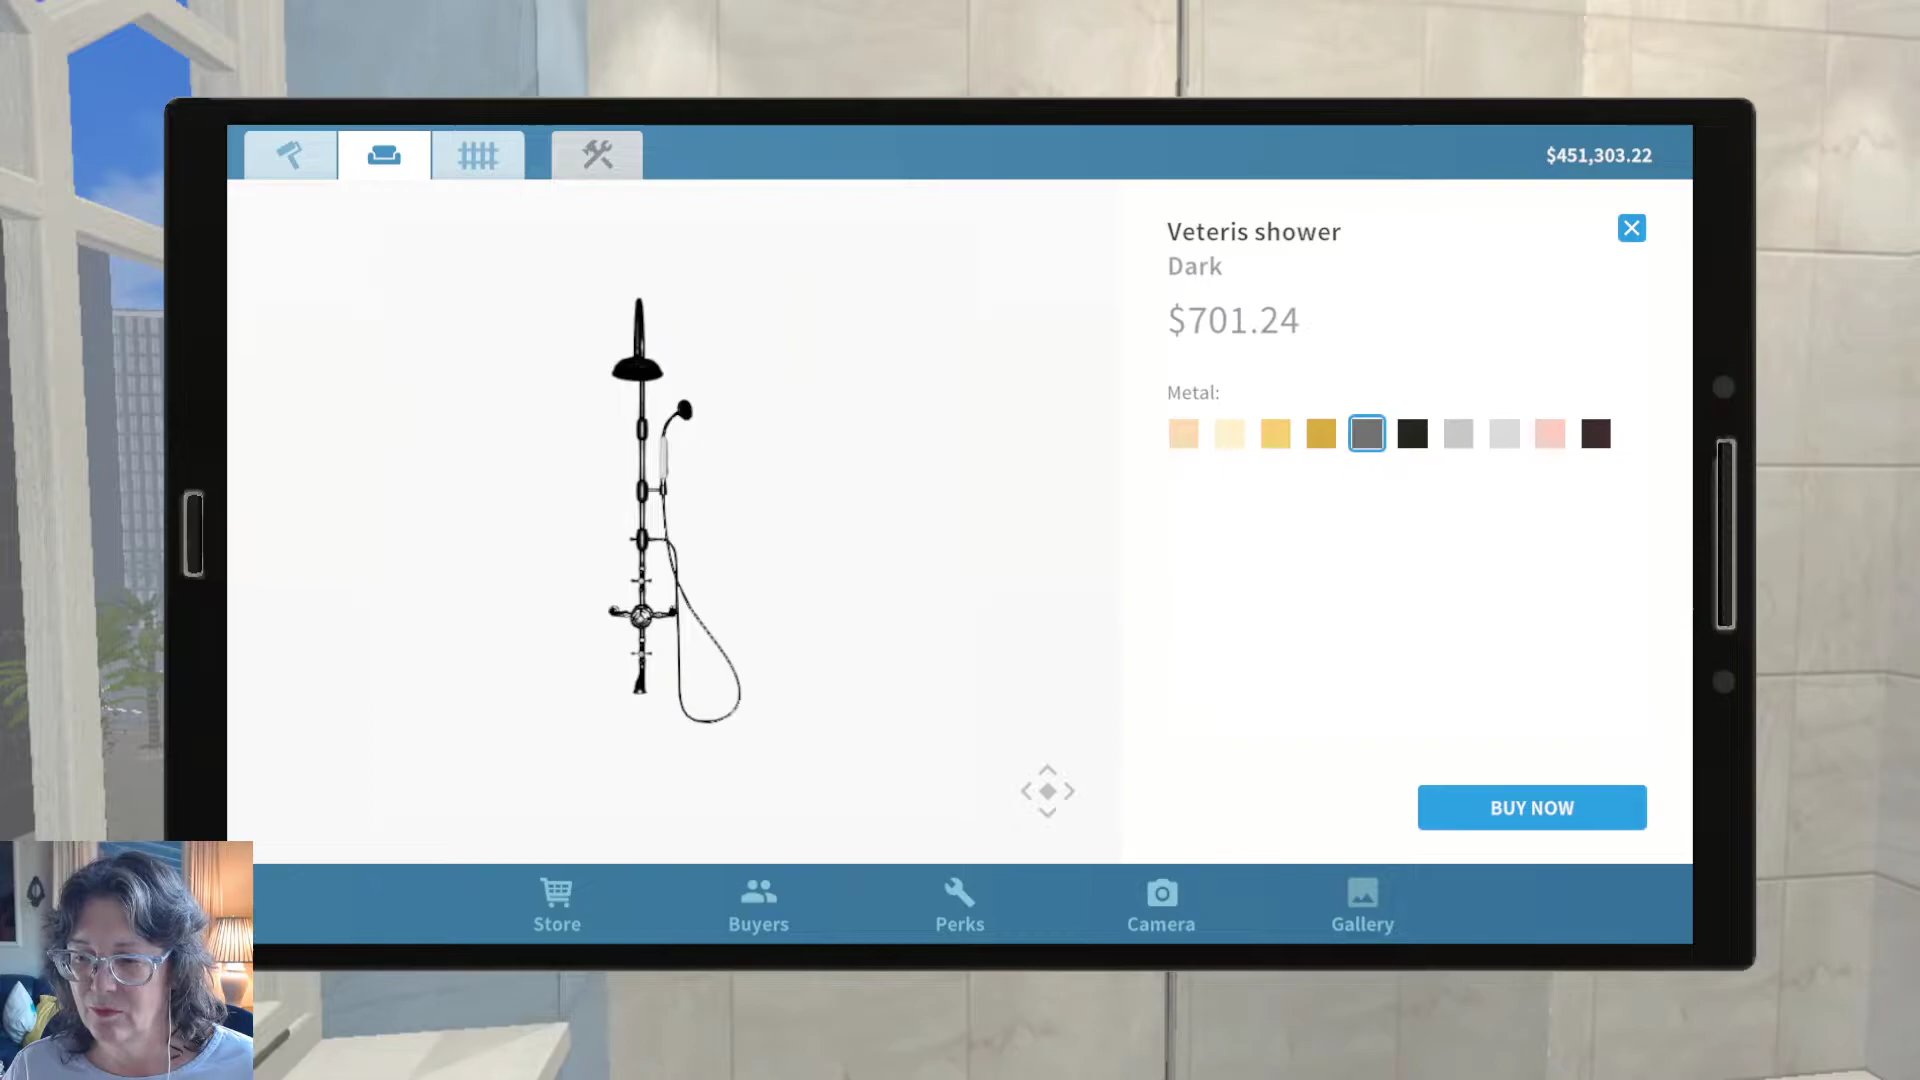 $451,303.22
Veteris shower
Dark
$701.24
Metal:
BUY NOW
Store
Buyers
Perks
Camera
Gallery